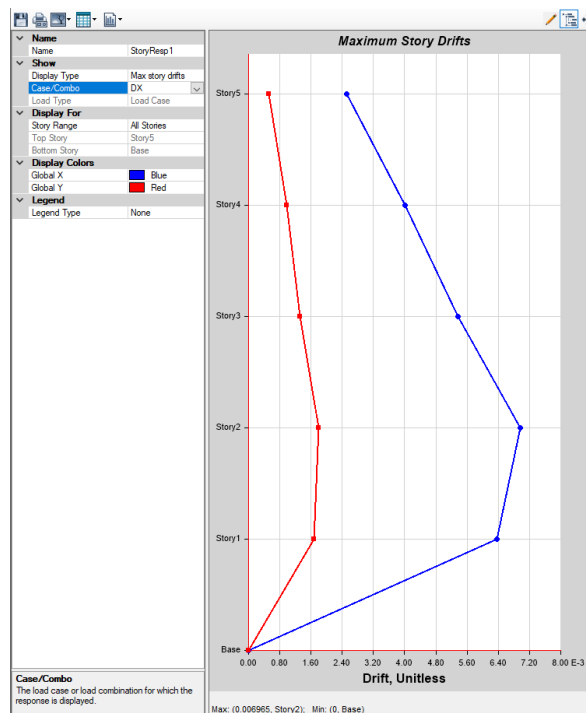 Name
Name StoryResp1
Show
Display Type Max story drifts
Case/Combo DX
Load Type Load Case
Display For
Story Range All Stories
Top Story Story5
Bottom Story Base
Display Colors
Global X Blue
Global Y Red
Legend
Legend Type None
Case/Combo
The load case or load combination for which the
response is displayed.
Maximum Story Drifts
Story5
Story4
Story3
Story2
Story1
Base
0.00 0.80 1.60 2.40 3.20 4.00 4.80 5.60 6.40 7.20 8.00 E-3
Drift, Unitless
Max: (0.006965, Story2); Min: (0, Base)